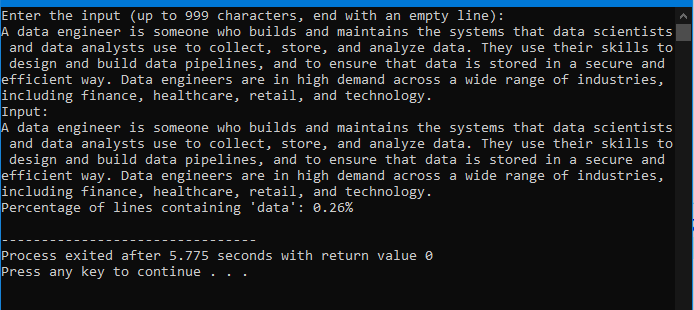 Enter the input (up to 999 characters, end with an empty line):
A data engineer is someone who builds and maintains the systems that data scientists
and data analysts use to collect, store, and analyze data. They use their skills to
design and build data pipelines, and to ensure that data is stored in a secure and
efficient way. Data engineers are in high demand across a wide range of industries,
including finance, healthcare, retail, and technology.
Input:
A data engineer is someone who builds and maintains the systems that data scientists
and data analysts use to collect, store, and analyze data. They use their skills to
design and build data pipelines, and to ensure that data is stored in a secure and
efficient way. Data engineers are in high demand across a wide range of industries,
including finance, healthcare, retail, and technology.
Percentage of lines containing 'data': 0.26%
--------------------------------
Process exited after 5.775 seconds with return value 0
Press any key to continue . . .